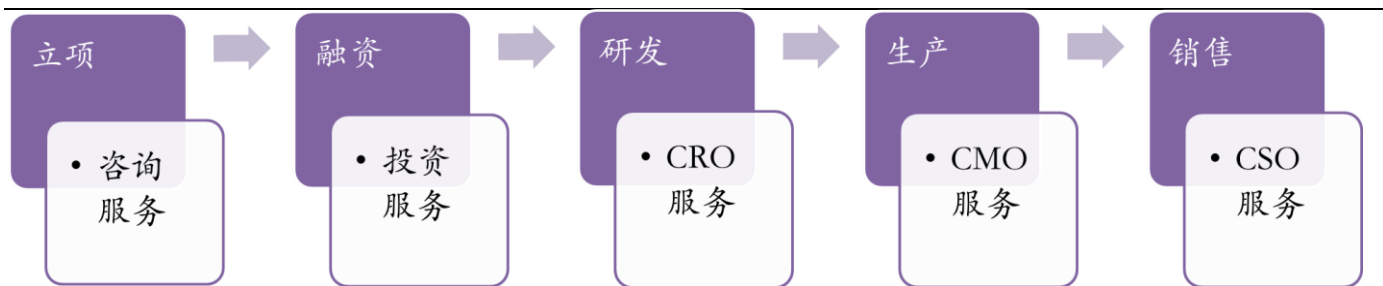 立项
融资
研发
生产
销售
• 咨询
服务
• 投资
服务
• CRO
服务
• CMO
服务
• CSO
服务